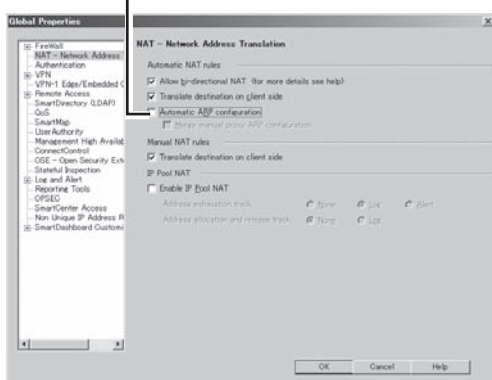 Global Properties
FireWall
NAT - Network Address
Authentication
VPN
VPN-1 Edge/Embedded C
Remote Access
SmartDirectory (LDAP)
QoS
SmartMap
UserAuthority
Management High Availab
ConnectControl
OSE - Open Security Exte
Stateful Inspection
Log and Alert
Reporting Tools
OPSEC
SmartCenter Access
Non Unique IP Address R
SmartDashboard Customi
NAT - Network Address Translation
Automatic NAT rules
Allow bi-directional NAT (for more details see help)
Translate destination on client side
Automatic ARP configuration
Merge manual proxy ARP configuration
Manual NAT rules
Translate destination on client side
IP Pool NAT
Enable IP Pool NAT
Address exhaustion track: None Log Alert
Address allocation and release track: None Log
OK Cancel Help